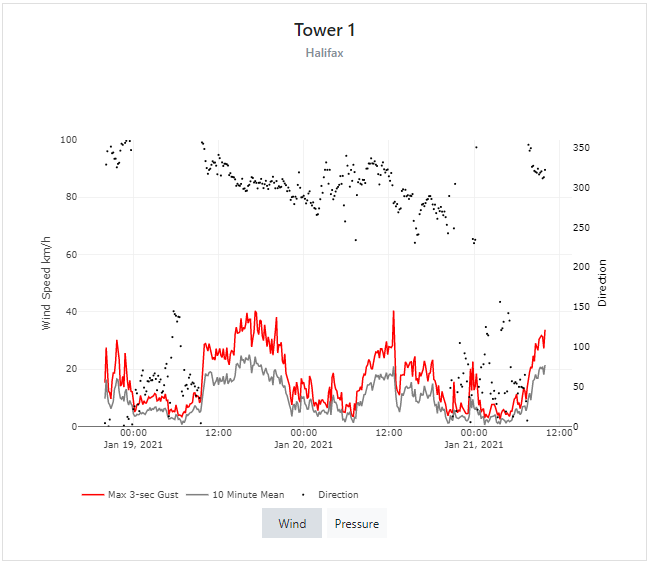 Tower 1
Halifax
100
80
60
40
20
0
Wind Speed km/h
350
300
250
200
150
100
50
0
Direction
00:00 12:00 00:00 12:00 00:00 12:00
Jan 19, 2021 Jan 20, 2021 Jan 21, 2021
Max 3-sec Gust 10 Minute Mean Direction
Wind Pressure